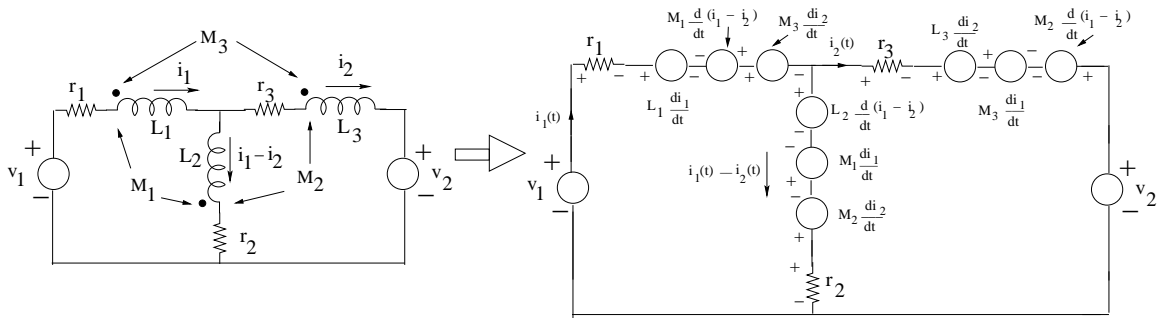 M₃
i₁ i₂
r₁ r₃
L₁ L₃
L₂ i₁ − i₂
v₁ + − M₁ M₂ + − v₂
r₂
M₁ d/dt (i₁ − i₂) M₃ di₂/dt
r₁ i₂(t) r₃ L₃ di₂/dt M₂ d/dt (i₁ − i₂)
+ − + − − + + − + − + − − +
L₁ di₁/dt M₃ di₁/dt
i₁(t) + − L₂ d/dt (i₁ − i₂)
− + M₁ di₁/dt
i₁(t) − i₂(t)
v₁ + − − + M₂ di₂/dt + − v₂
+ − r₂